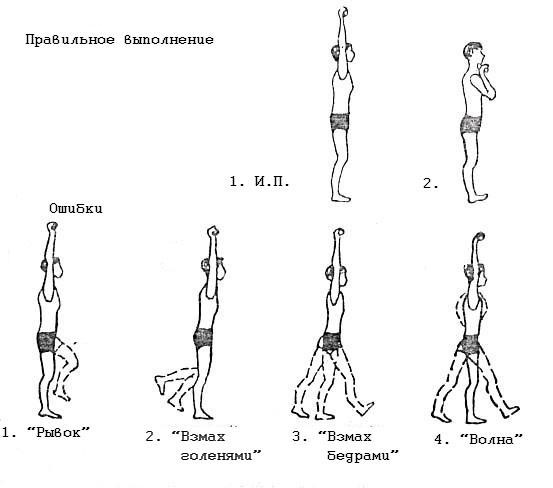 Правильное выполнение
1. И.П.
2.
Ошибки
1. “Рывок”
2. “Взмах
голенями”
3. “Взмах
бедрами”
4. “Волна”